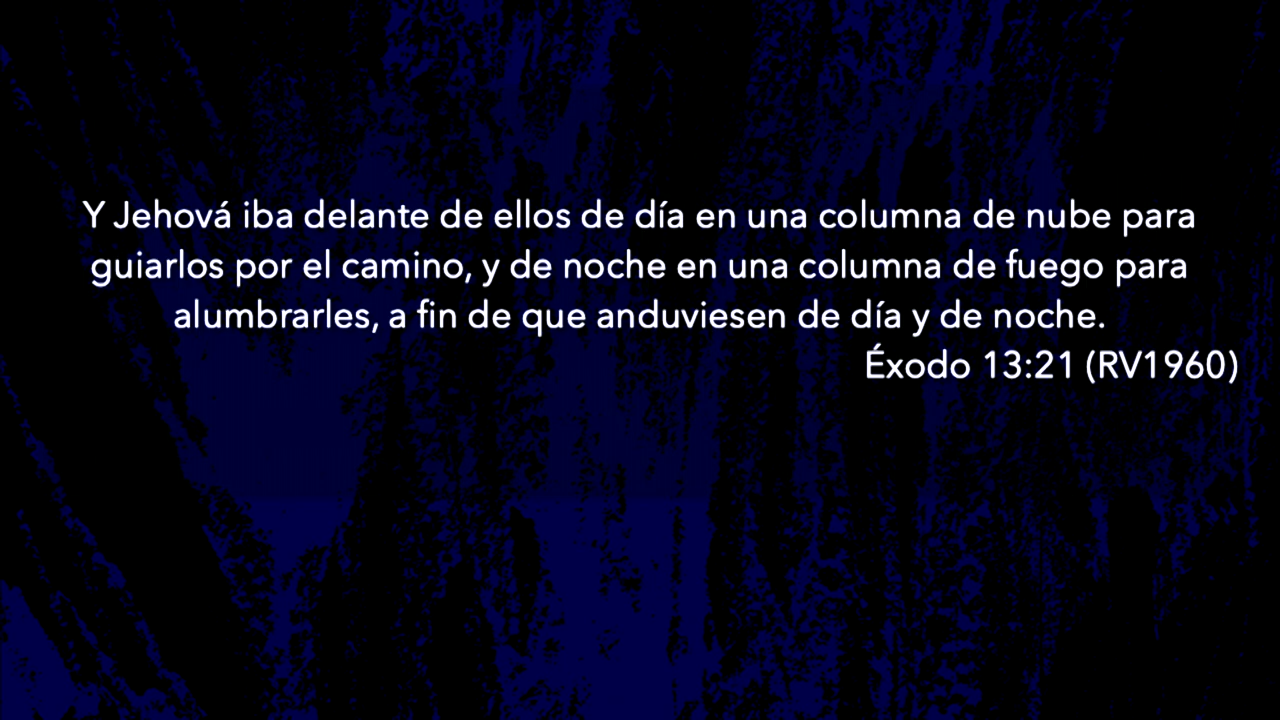 Y Jehová iba delante de ellos de día en una columna de nube para
guiarlos por el camino, y de noche en una columna de fuego para
alumbrarles, a fin de que anduviesen de día y de noche.
Éxodo 13:21 (RV1960)